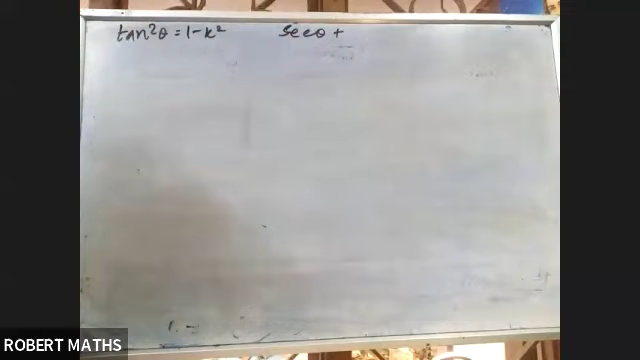 tan²θ = 1 - k² secθ +
ROBERT MATHS